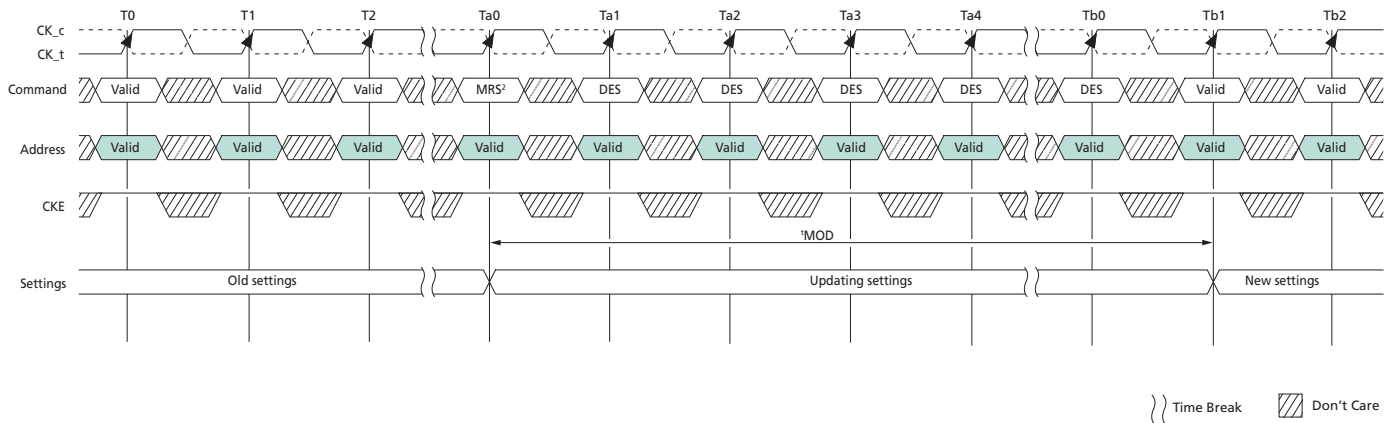 T0 T1 T2 Ta0 Ta1 Ta2 Ta3 Ta4 Tb0 Tb1 Tb2
CK_c
CK_t
Command Valid Valid Valid MRS² DES DES DES DES DES Valid Valid
Address Valid Valid Valid Valid Valid Valid Valid Valid Valid Valid Valid
CKE
ᵗMOD
Settings Old settings Updating settings New settings
Time Break Don't Care